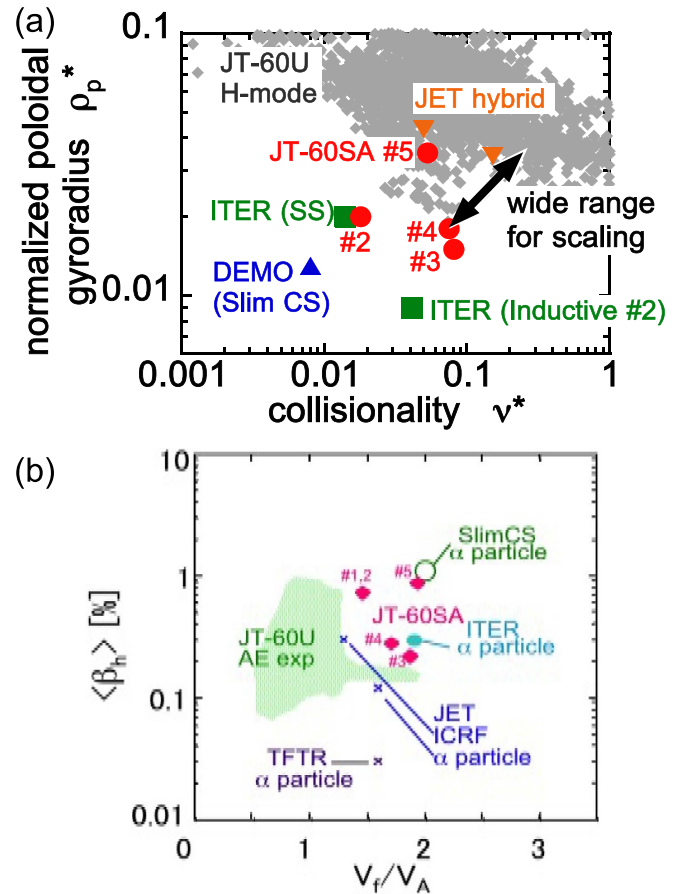 (a)
normalized poloidal
gyroradius ρp*
0.1
0.01
JT-60U
H-mode
JET hybrid
JT-60SA #5
ITER (SS)
#2
#4
#3
wide range
for scaling
DEMO
(Slim CS)
ITER (Inductive #2)
0.001
0.01
0.1
1
collisionality ν*
(b)
<βh> [%]
10
1
0.1
0.01
SlimCS
α particle
#1,2
#5
JT-60SA
JT-60U
AE exp
#4
#3
ITER
α particle
JET
ICRF
α particle
TFTR
α particle
0
1
2
3
Vf/VA